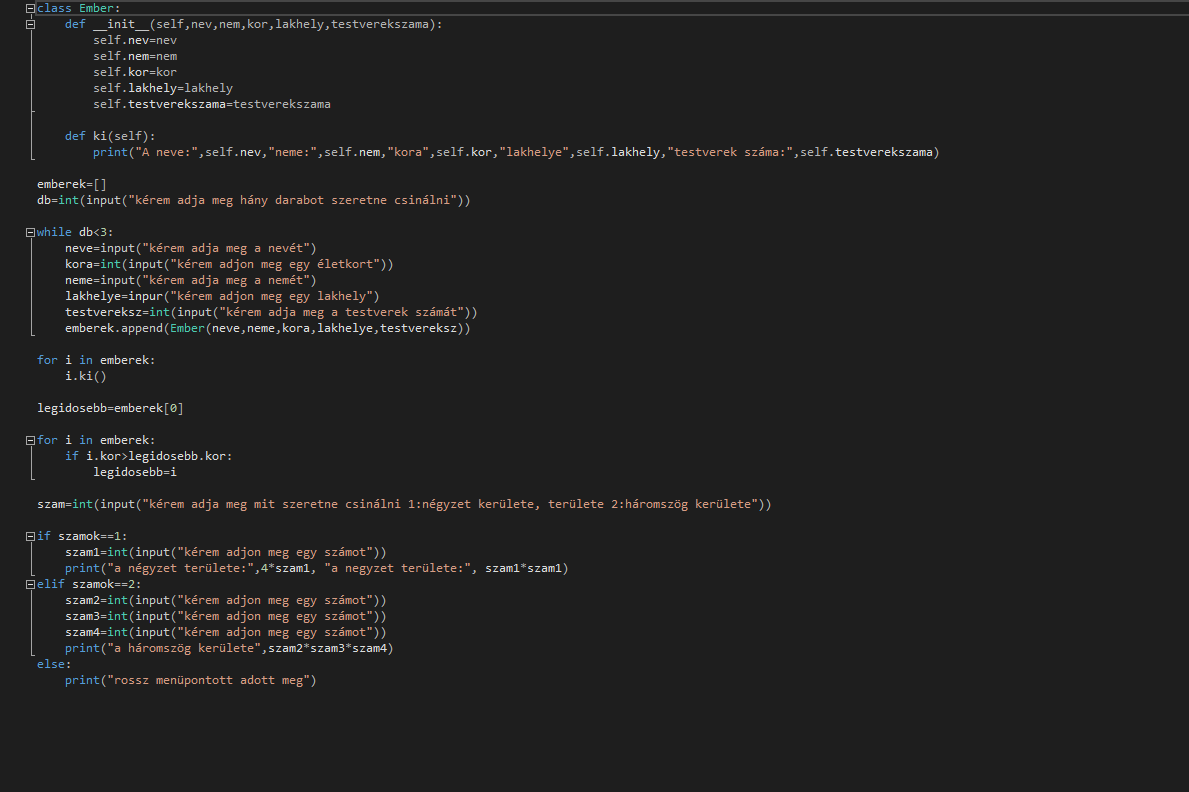 class Ember:
    def __init__(self,nev,nem,kor,lakhely,testverekszama):
        self.nev=nev
        self.nem=nem
        self.kor=kor
        self.lakhely=lakhely
        self.testverekszama=testverekszama
    def ki(self):
        print("A neve:",self.nev,"neme:",self.nem,"kora",self.kor,"lakhelye",self.lakhely,"testverek száma:",self.testverekszama)
emberek=[]
db=int(input("kérem adja meg hány darabot szeretne csinálni"))
while db<3:
    neve=input("kérem adja meg a nevét")
    kora=int(input("kérem adjon meg egy életkort"))
    neme=input("kérem adja meg a nemét")
    lakhelye=inpur("kérem adjon meg egy lakhely")
    testvereksz=int(input("kérem adja meg a testverek számát"))
    emberek.append(Ember(neve,neme,kora,lakhelye,testvereksz))
for i in emberek:
    i.ki()
legidosebb=emberek[0]
for i in emberek:
    if i.kor>legidosebb.kor:
        legidosebb=i
szam=int(input("kérem adja meg mit szeretne csinálni 1:négyzet kerülete, területe 2:háromszög kerülete"))
if szamok==1:
    szam1=int(input("kérem adjon meg egy számot"))
    print("a négyzet területe:",4*szam1, "a negyzet területe:", szam1*szam1)
elif szamok==2:
    szam2=int(input("kérem adjon meg egy számot"))
    szam3=int(input("kérem adjon meg egy számot"))
    szam4=int(input("kérem adjon meg egy számot"))
    print("a háromszög kerülete",szam2*szam3*szam4)
else:
    print("rossz menüpontott adott meg")